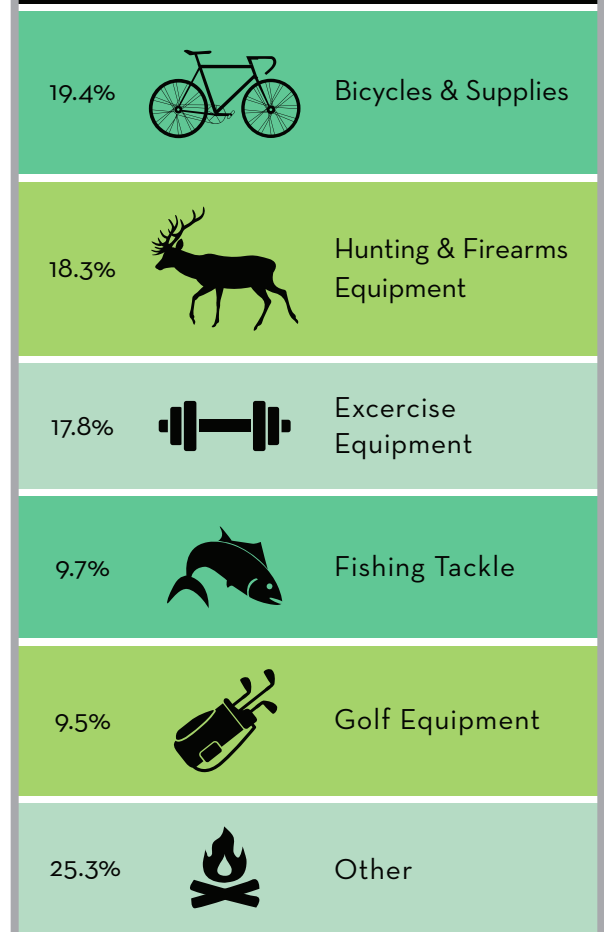 19.4%
Bicycles & Supplies
18.3%
Hunting & Firearms
Equipment
17.8%
Excercise
Equipment
9.7%
Fishing Tackle
9.5%
Golf Equipment
25.3%
Other